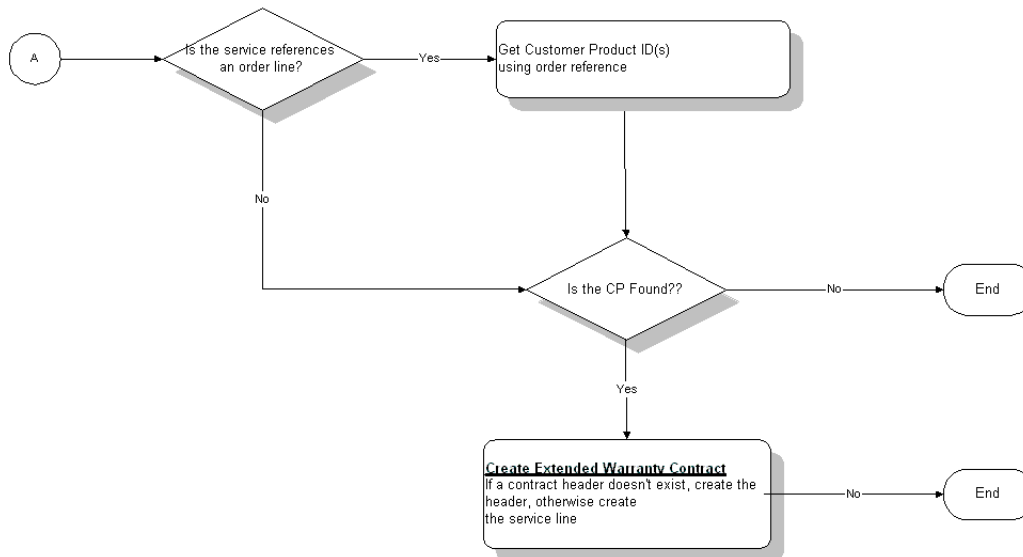 A
Is the service references
an order line?
Yes
Get Customer Product ID(s)
using order reference
No
Is the CP Found??
No
End
Yes
Create Extended Warranty Contract
If a contract header doesn't exist, create the
header, otherwise create
the service line
No
End